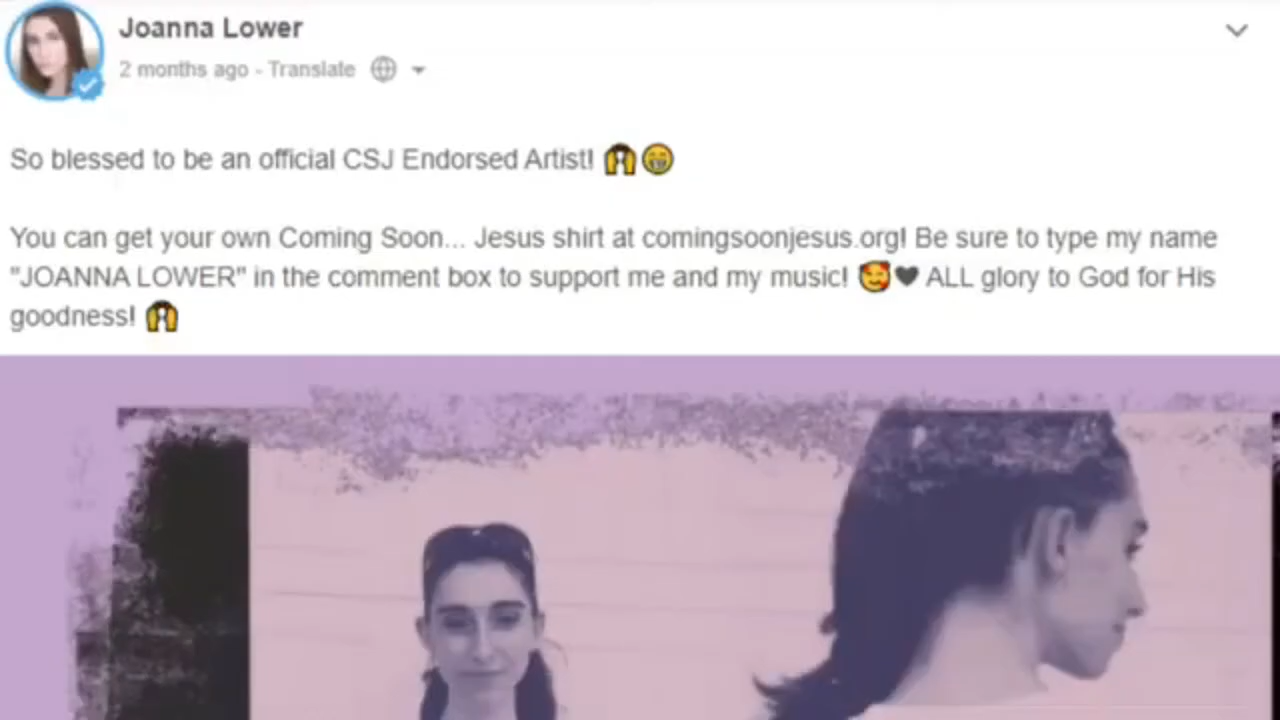 Joanna Lower
2 months ago - Translate
So blessed to be an official CSJ Endorsed Artist! 🙌😁
You can get your own Coming Soon... Jesus shirt at comingsoonjesus.org! Be sure to type my name
"JOANNA LOWER" in the comment box to support me and my music! 🥰🖤 ALL glory to God for His
goodness! 🙌